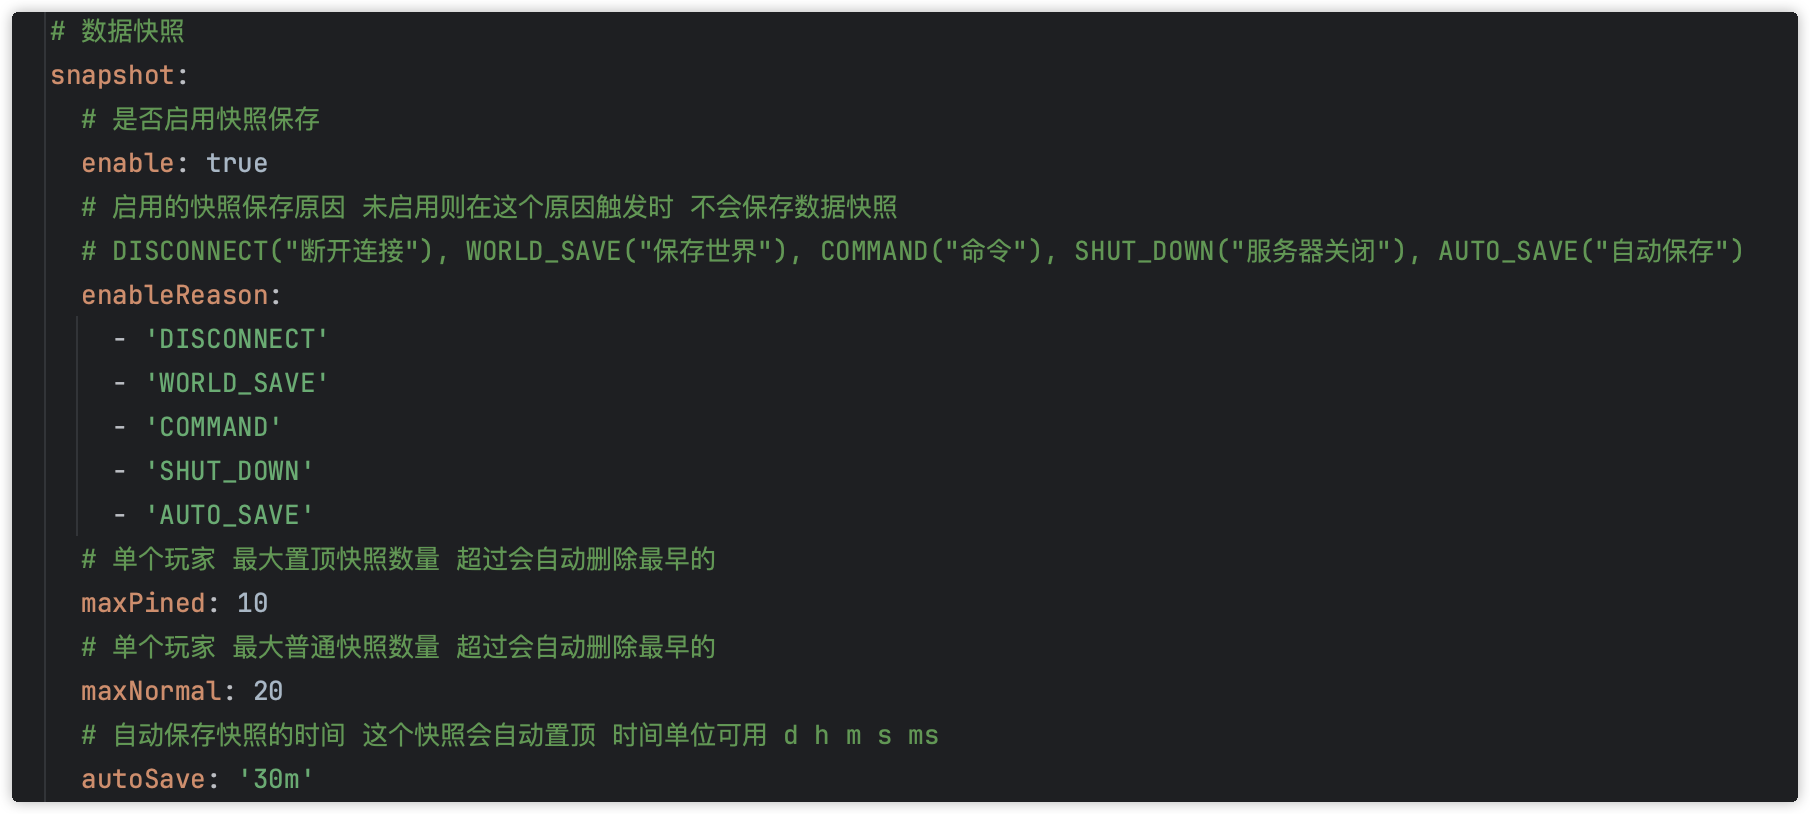 # 数据快照
snapshot:
  # 是否启用快照保存
  enable: true
  # 启用的快照保存原因 未启用则在这个原因触发时 不会保存数据快照
  # DISCONNECT("断开连接"), WORLD_SAVE("保存世界"), COMMAND("命令"), SHUT_DOWN("服务器关闭"), AUTO_SAVE("自动保存")
  enableReason:
    - 'DISCONNECT'
    - 'WORLD_SAVE'
    - 'COMMAND'
    - 'SHUT_DOWN'
    - 'AUTO_SAVE'
  # 单个玩家 最大置顶快照数量 超过会自动删除最早的
  maxPined: 10
  # 单个玩家 最大普通快照数量 超过会自动删除最早的
  maxNormal: 20
  # 自动保存快照的时间 这个快照会自动置顶 时间单位可用 d h m s ms
  autoSave: '30m'